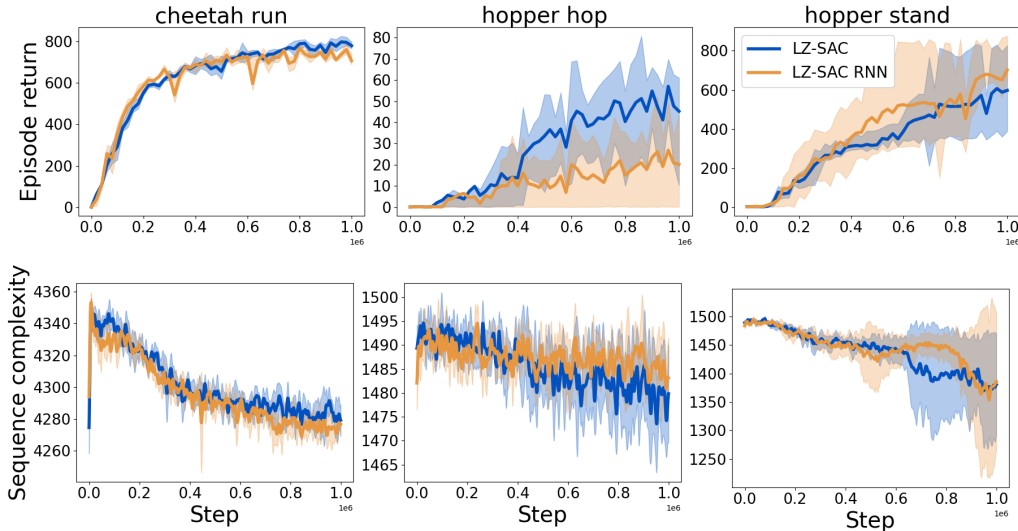 cheetah run
hopper hop
hopper stand
Episode return
800
600
400
200
0
0.0 0.2 0.4 0.6 0.8 1.0
1e6
80
70
60
50
40
30
20
10
0
0.0 0.2 0.4 0.6 0.8 1.0
1e6
800
600
400
200
0
0.0 0.2 0.4 0.6 0.8 1.0
1e6
LZ-SAC
LZ-SAC RNN
Sequence complexity
4360
4340
4320
4300
4280
4260
0.0 0.2 0.4 0.6 0.8 1.0
1e6
Step
1500
1495
1490
1485
1480
1475
1470
1465
0.0 0.2 0.4 0.6 0.8 1.0
1e6
Step
1500
1450
1400
1350
1300
1250
1200
0.0 0.2 0.4 0.6 0.8 1.0
1e6
Step